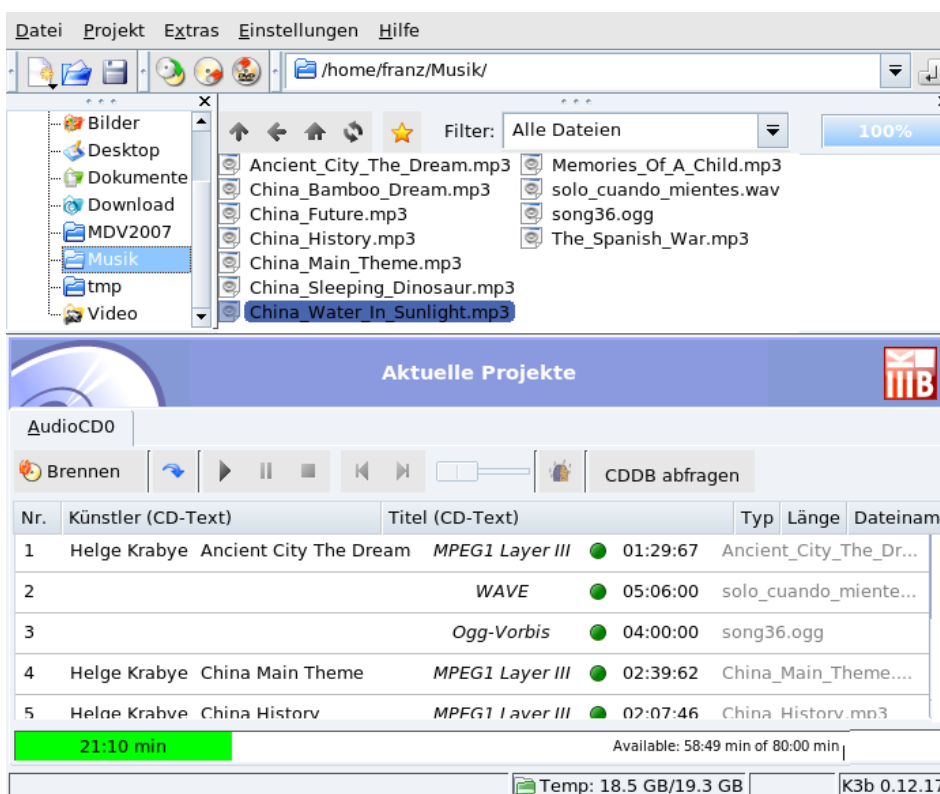 Datei Projekt Extras Einstellungen Hilfe
/home/franz/Musik/
Bilder
Desktop
Dokumente
Download
MDV2007
Musik
tmp
Video
Filter: Alle Dateien 100%
Ancient_City_The_Dream.mp3 Memories_Of_A_Child.mp3
China_Bamboo_Dream.mp3 solo_cuando_mientes.wav
China_Future.mp3 song36.ogg
China_History.mp3 The_Spanish_War.mp3
China_Main_Theme.mp3
China_Sleeping_Dinosaur.mp3
China_Water_In_Sunlight.mp3
Aktuelle Projekte
K IIIB
AudioCD0
Brennen CDDB abfragen
Nr. Künstler (CD-Text) Titel (CD-Text) Typ Länge Dateinam
1 Helge Krabye Ancient City The Dream MPEG1 Layer III 01:29:67 Ancient_City_The_Dr...
2 WAVE 05:06:00 solo_cuando_miente...
3 Ogg-Vorbis 04:00:00 song36.ogg
4 Helge Krabye China Main Theme MPEG1 Layer III 02:39:62 China_Main_Theme....
5 Helge Krabye China History MPEG1 Layer III 02:07:46 China_History.mp3
21:10 min Available: 58:49 min of 80:00 min
Temp: 18.5 GB/19.3 GB K3b 0.12.17